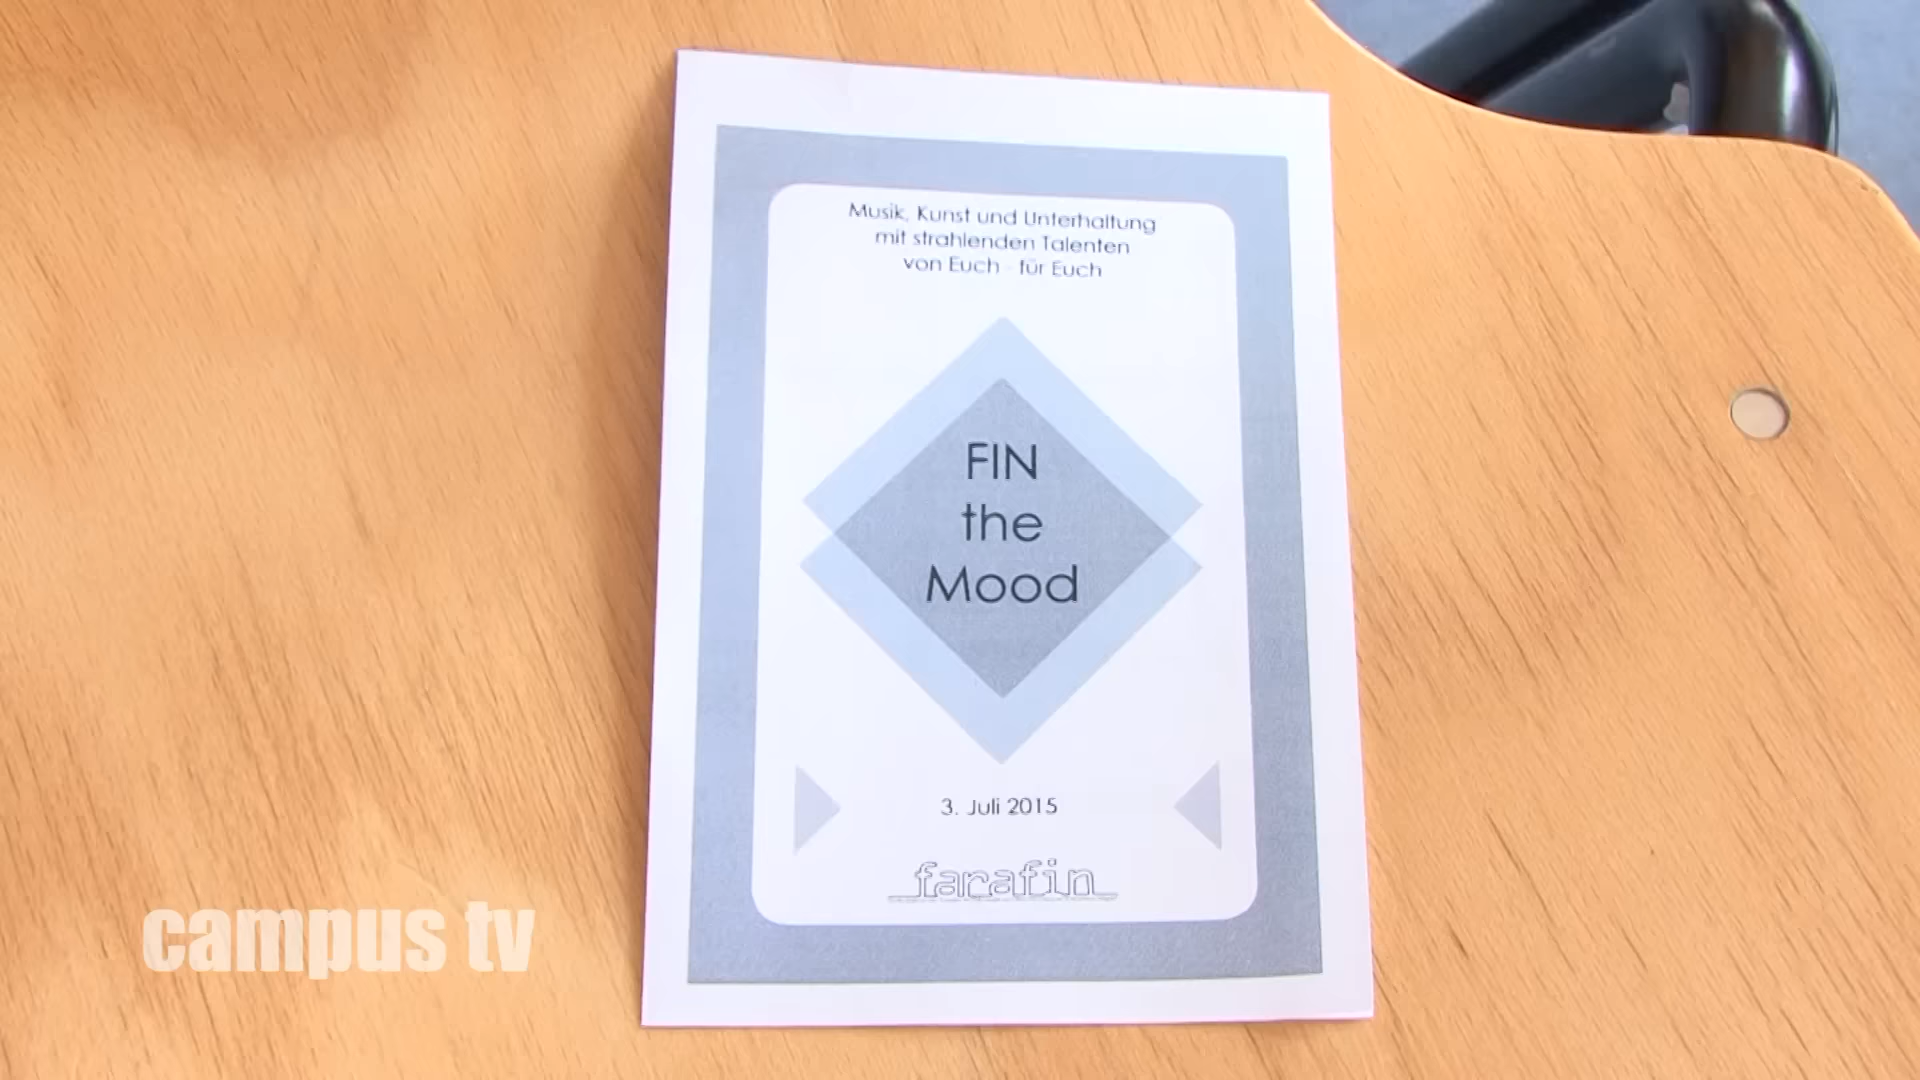 Musik, Kunst und Unterhaltung
mit strahlenden Talenten
von Euch - für Euch
FIN
the
Mood
3. Juli 2015
farafin
campus tv